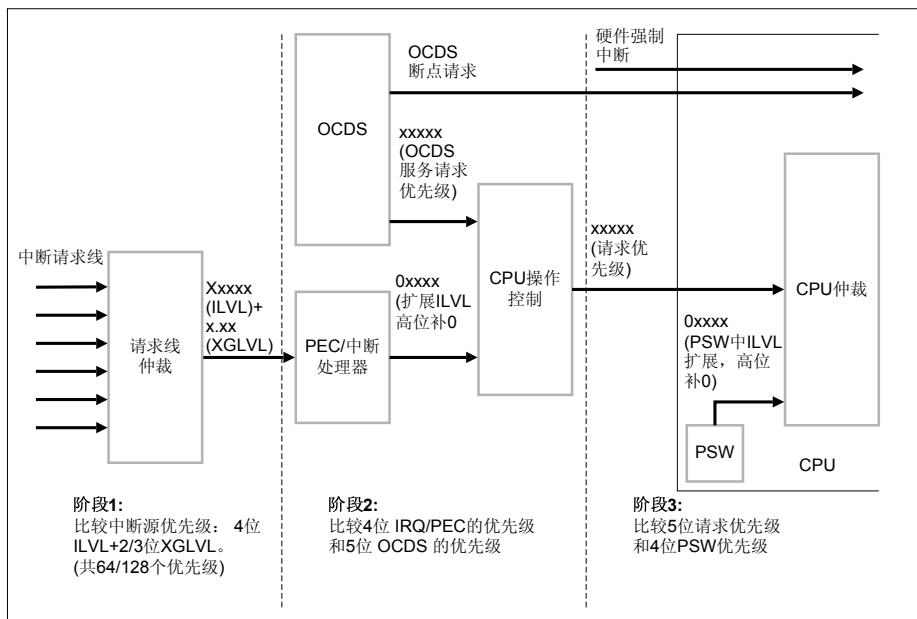 硬件强制
中断
OCDS
断点请求
OCDS
xxxxx
(OCDS
服务请求
优先级)
中断请求线
Xxxxx
(ILVL)+
x.xx
(XGLVL)
请求线
仲裁
0xxxx
(扩展ILVL
高位补0
PEC/中断
处理器
CPU操作
控制
xxxxx
(请求优
先级)
CPU仲裁
0xxxx
(PSW中ILVL
扩展，高位
补0)
PSW
CPU
阶段1:
比较中断源优先级： 4位
ILVL+2/3位XGLVL。
(共64/128个优先级)
阶段2:
比较4位 IRQ/PEC的优先级
和5位 OCDS 的优先级
阶段3:
比较5位请求优先级
和4位PSW优先级